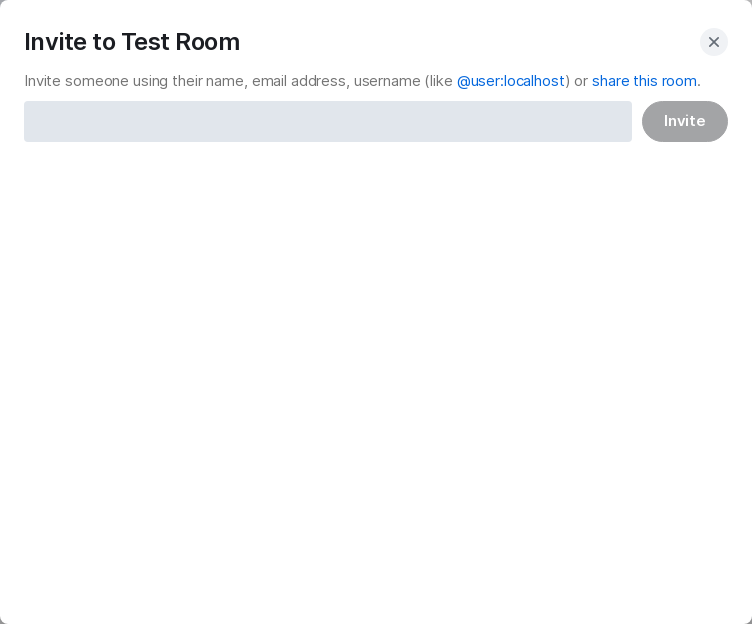 Invite to Test Room
Invite someone using their name, email address, username (like @user:localhost) or share this room.
Invite